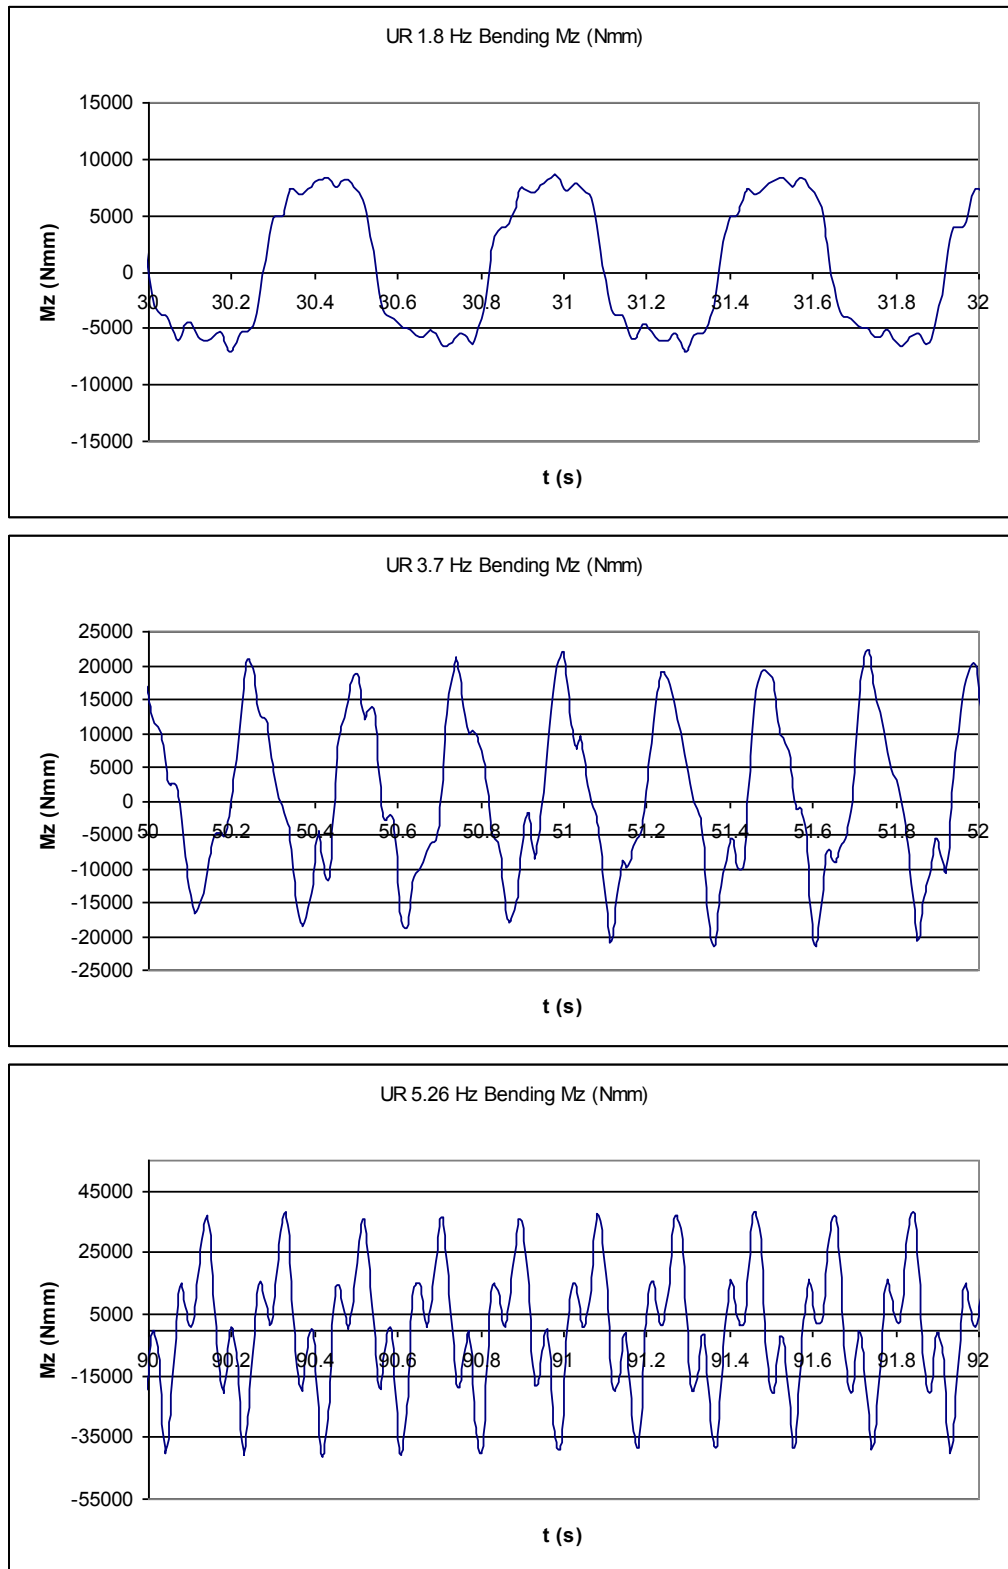 UR 1.8 Hz Bending Mz (Nmm)
15000
10000
5000
0
-5000
-10000
-15000
Mz (Nmm)
30 30.2 30.4 30.6 30.8 31 31.2 31.4 31.6 31.8 32
t (s)
UR 3.7 Hz Bending Mz (Nmm)
25000
20000
15000
10000
5000
0
-5000
-10000
-15000
-20000
-25000
Mz (Nmm)
50 50.2 50.4 50.6 50.8 51 51.2 51.4 51.6 51.8 52
t (s)
UR 5.26 Hz Bending Mz (Nmm)
45000
25000
5000
-15000
-35000
-55000
Mz (Nmm)
90 90.2 90.4 90.6 90.8 91 91.2 91.4 91.6 91.8 92
t (s)